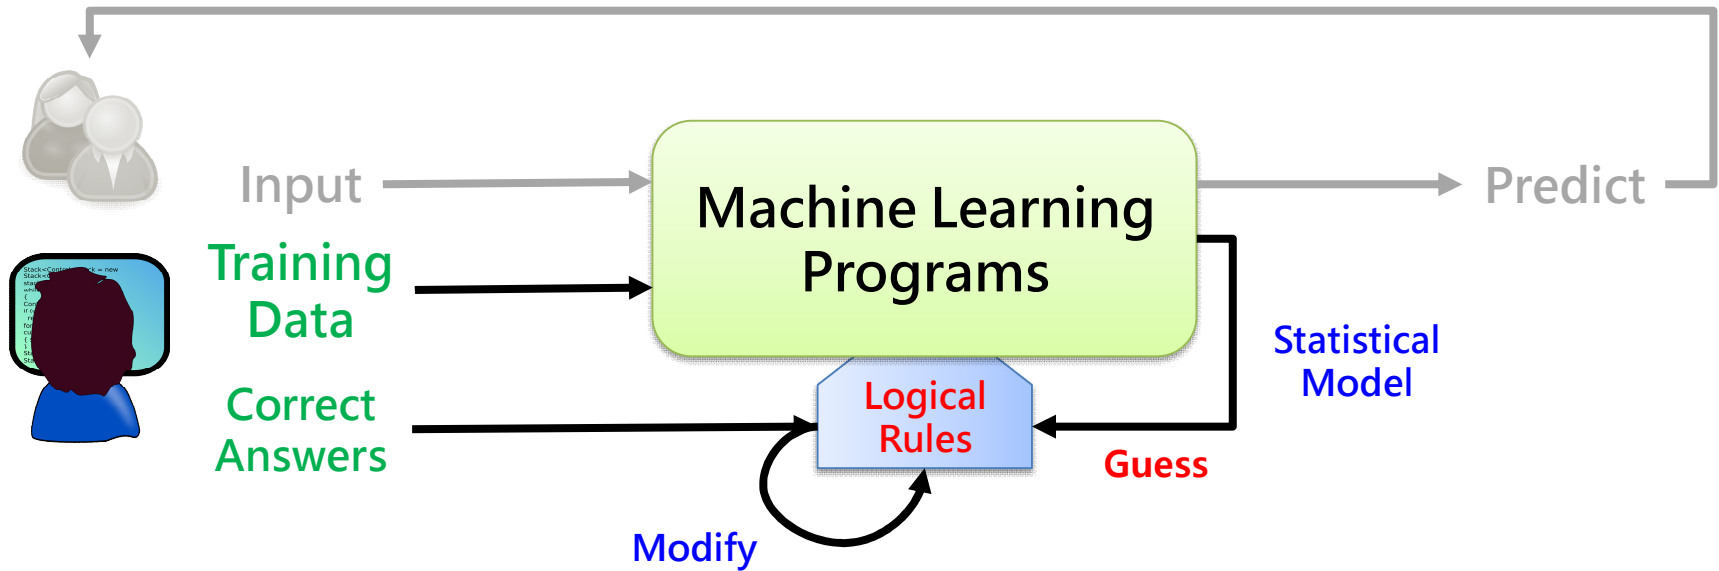 Input
Training
Data
Correct
Answers
Machine Learning
Programs
Logical
Rules
Modify
Predict
Statistical
Model
Guess